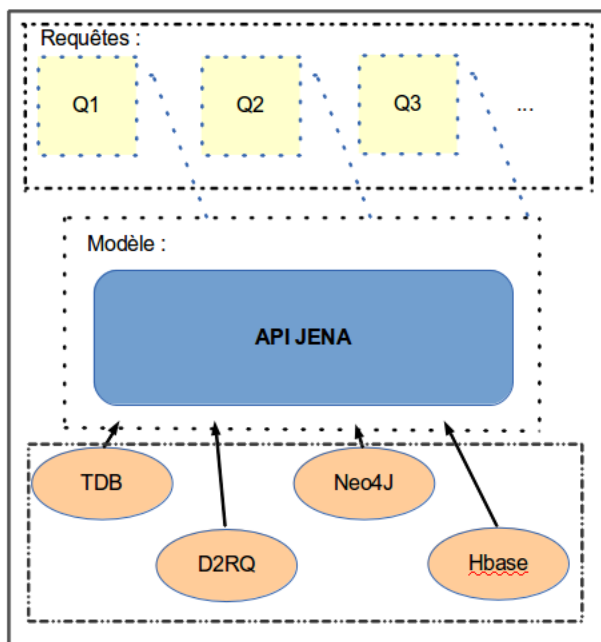 Requêtes :
Q1
Q2
Q3
...
Modèle :
API JENA
TDB
Neo4J
D2RQ
Hbase